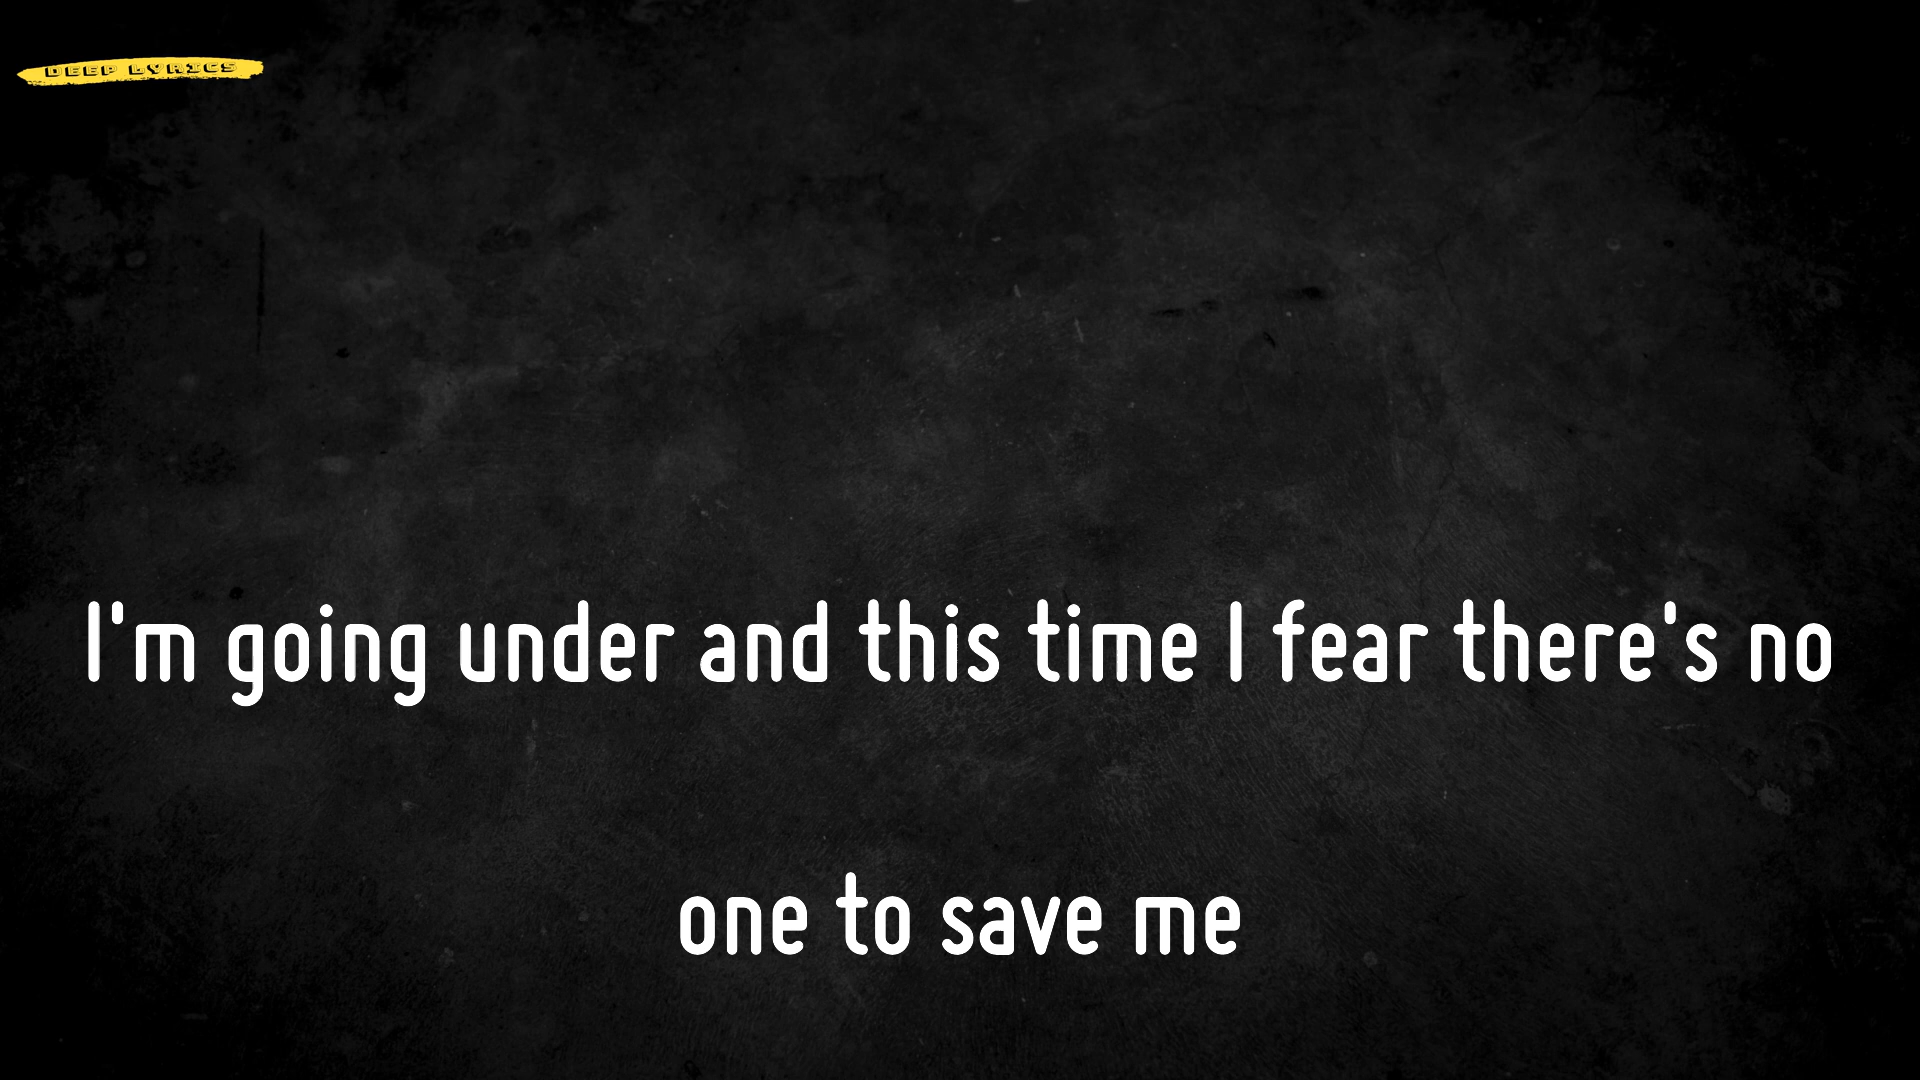 DEEP LYRICS
I'm going under and this time I fear there's no
one to save me